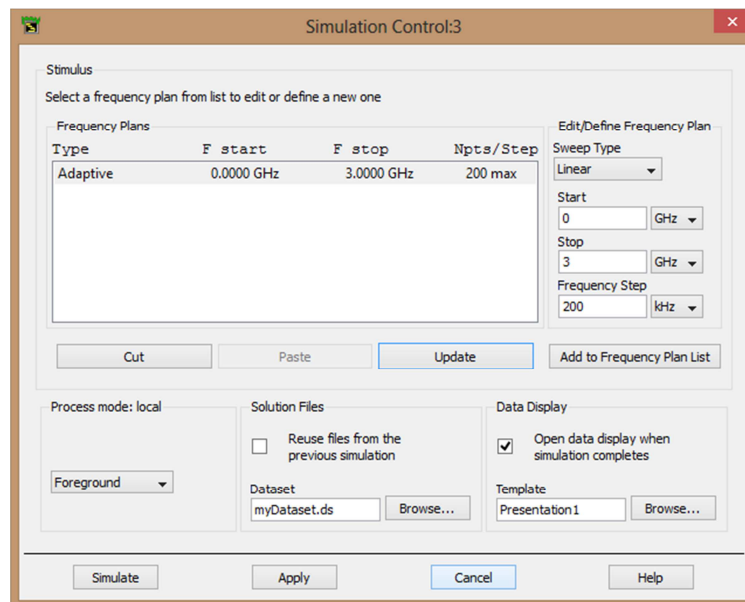 Simulation Control:3
Stimulus
Select a frequency plan from list to edit or define a new one
Frequency Plans
Type F start F stop Npts/Step
Adaptive 0.0000 GHz 3.0000 GHz 200 max
Edit/Define Frequency Plan
Sweep Type
Linear
Start
0 GHz
Stop
3 GHz
Frequency Step
200 kHz
Cut Paste Update Add to Frequency Plan List
Process mode: local
Foreground
Solution Files
Reuse files from the
previous simulation
Dataset
myDataset.ds Browse...
Data Display
Open data display when
simulation completes
Template
Presentation1 Browse...
Simulate Apply Cancel Help